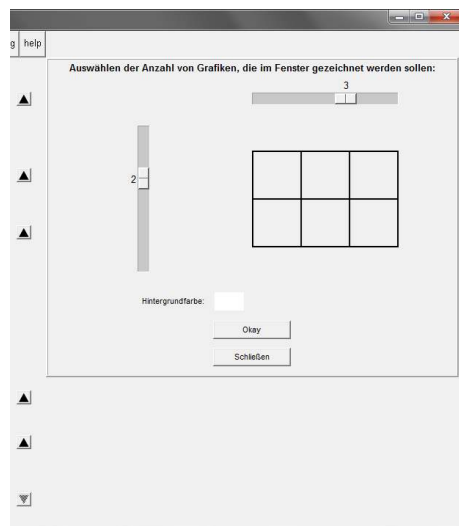 g help
Auswählen der Anzahl von Grafiken, die im Fenster gezeichnet werden sollen:
3
2
Hintergrundfarbe:
Okay
Schließen